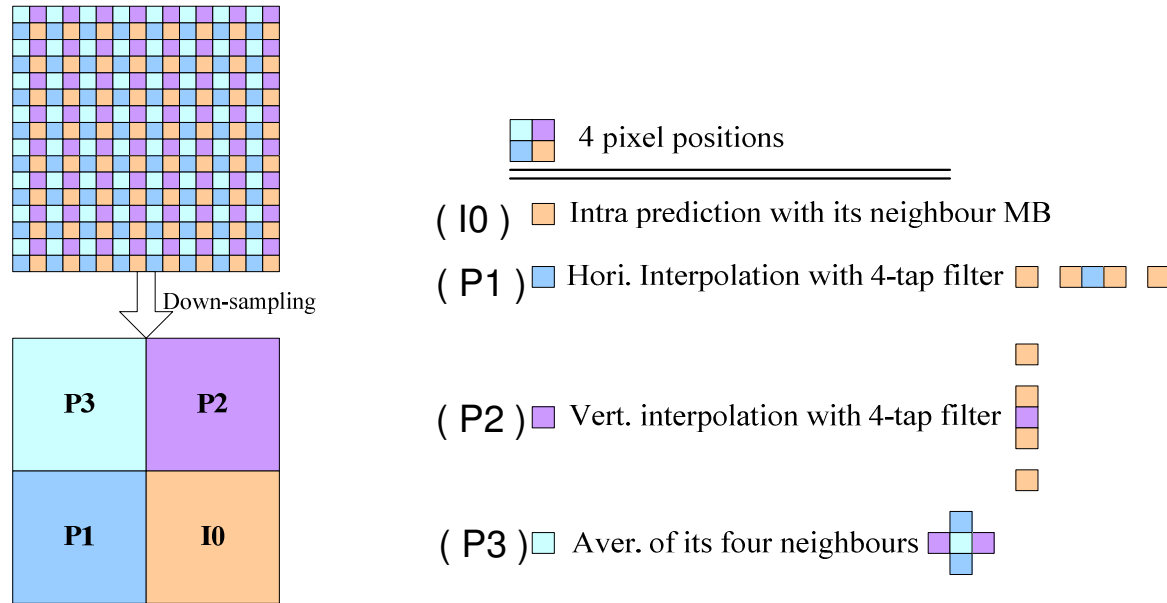 4 pixel positions
( I0 ) Intra prediction with its neighbour MB
( P1 ) Hori. Interpolation with 4-tap filter
Down-sampling
P3 P2
( P2 ) Vert. interpolation with 4-tap filter
P1 I0
( P3 ) Aver. of its four neighbours